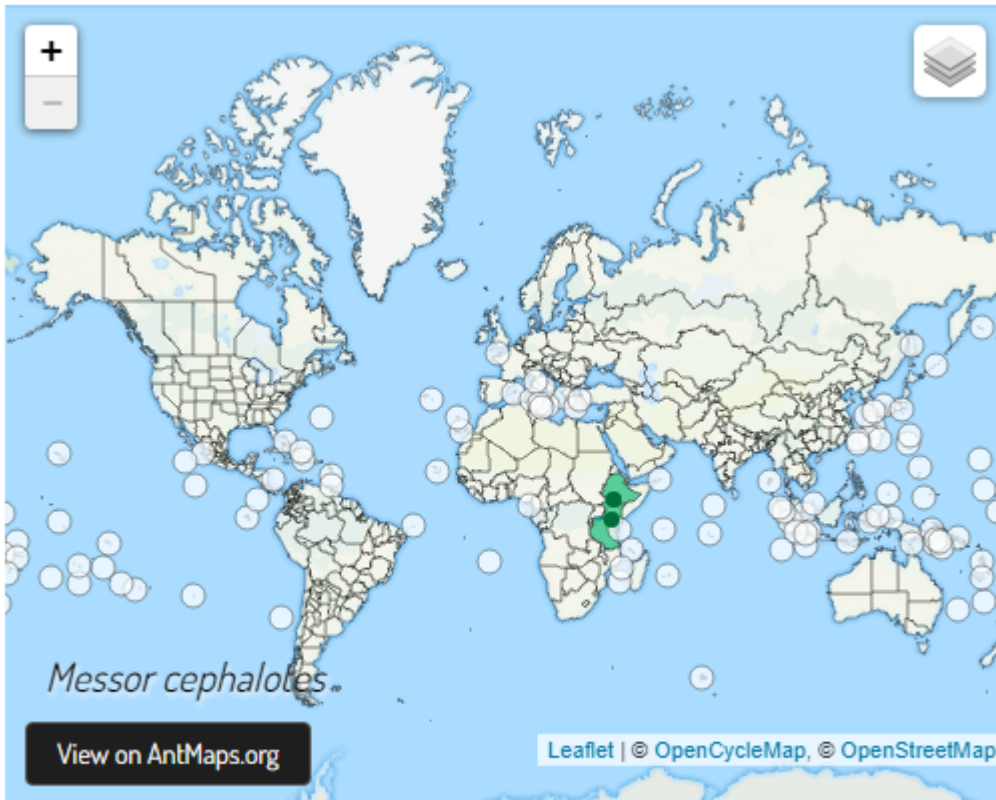 +
−
Messor cephalotes
View on AntMaps.org
Leaflet | © OpenCycleMap, © OpenStreetMap